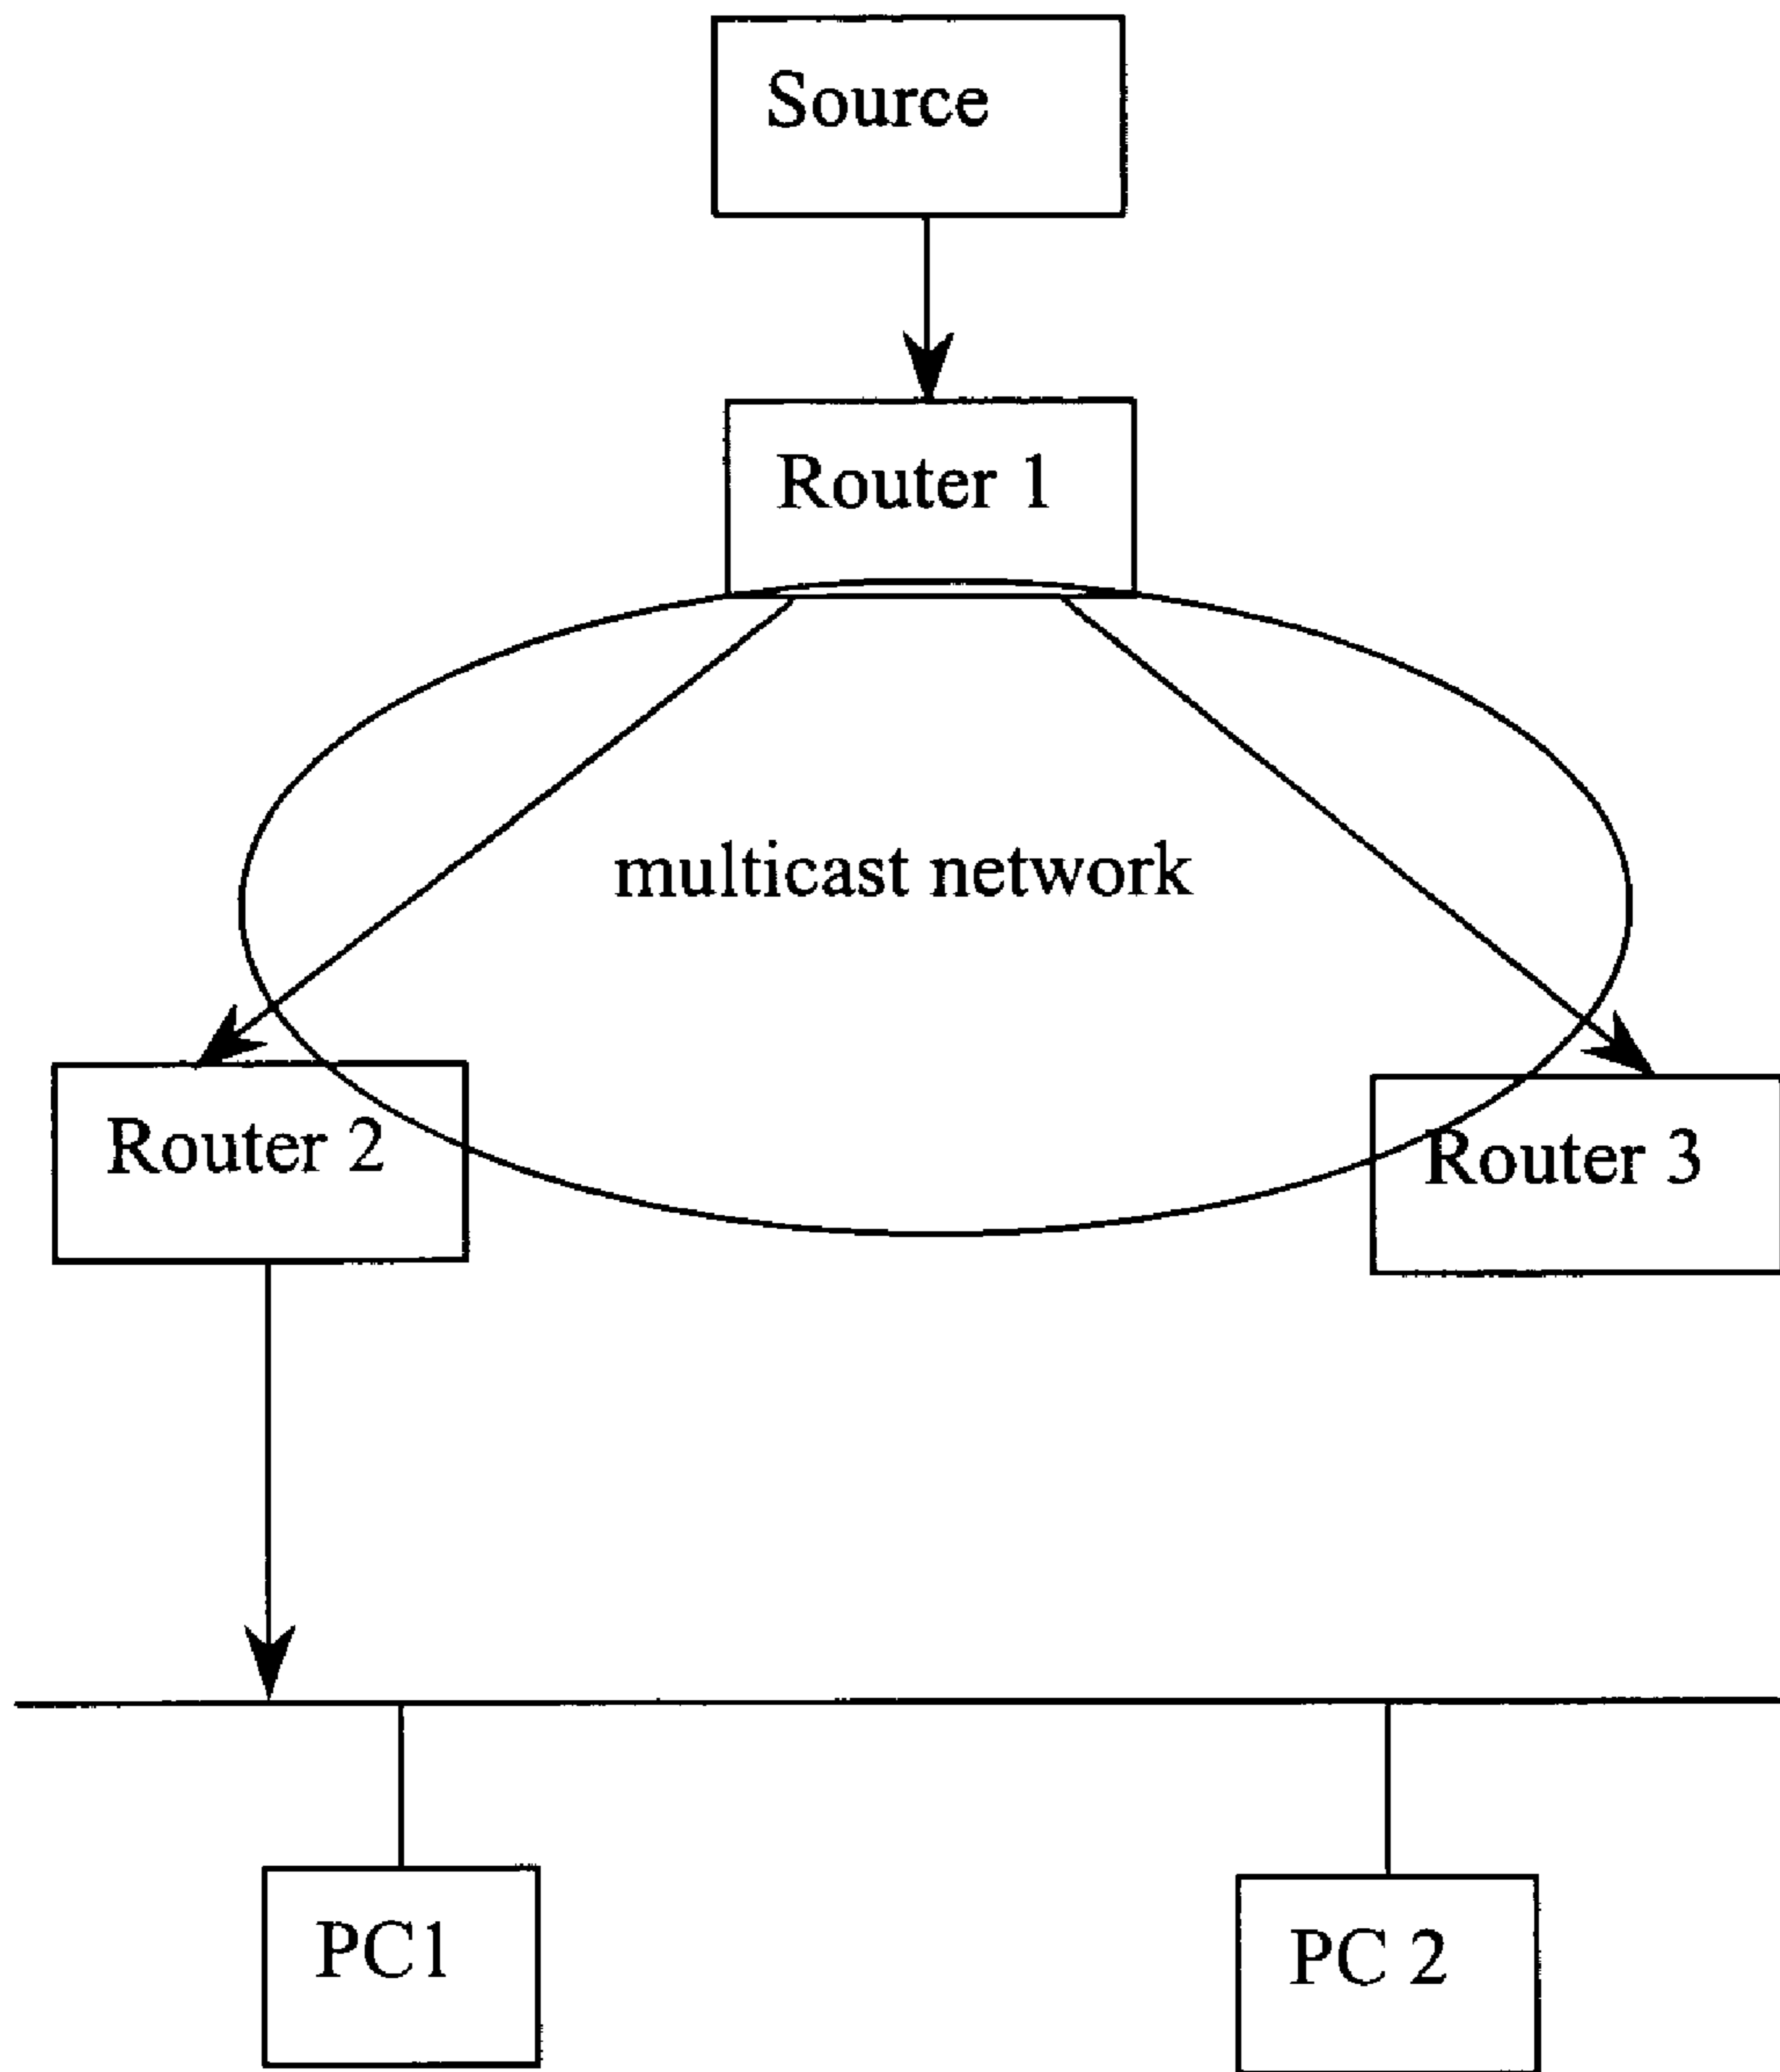 Source
Router 1
multicast network
Router 2
Router 3
PC1
PC 2